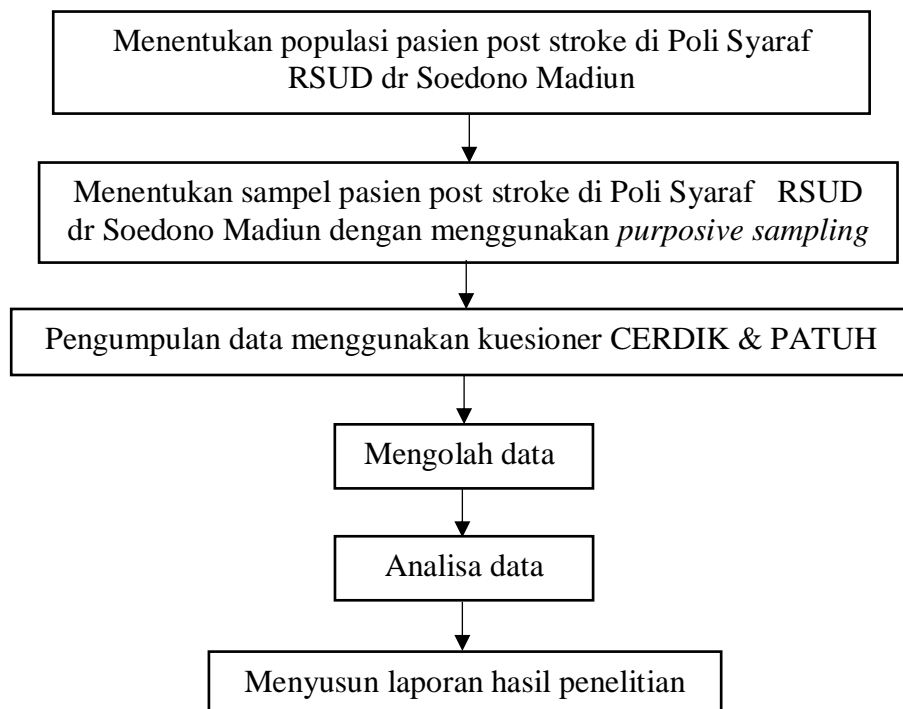 Menentukan populasi pasien post stroke di Poli Syaraf
RSUD dr Soedono Madiun
Menentukan sampel pasien post stroke di Poli Syaraf RSUD
dr Soedono Madiun dengan menggunakan purposive sampling
Pengumpulan data menggunakan kuesioner CERDIK & PATUH
Mengolah data
Analisa data
Menyusun laporan hasil penelitian